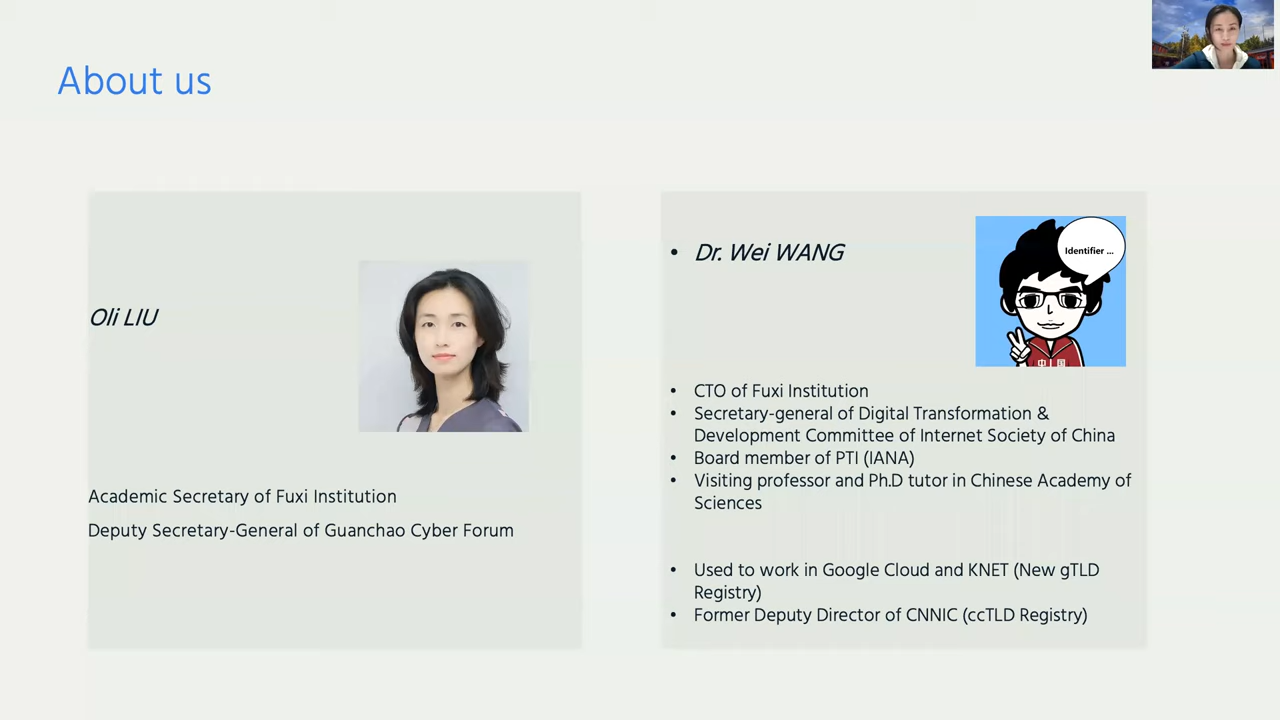 About us
Oli LIU
Academic Secretary of Fuxi Institution
Deputy Secretary-General of Guanchao Cyber Forum
• Dr. Wei WANG
Identifier ...
中国
• CTO of Fuxi Institution
• Secretary-general of Digital Transformation &
Development Committee of Internet Society of China
• Board member of PTI (IANA)
• Visiting professor and Ph.D tutor in Chinese Academy of
Sciences
• Used to work in Google Cloud and KNET (New gTLD
Registry)
• Former Deputy Director of CNNIC (ccTLD Registry)